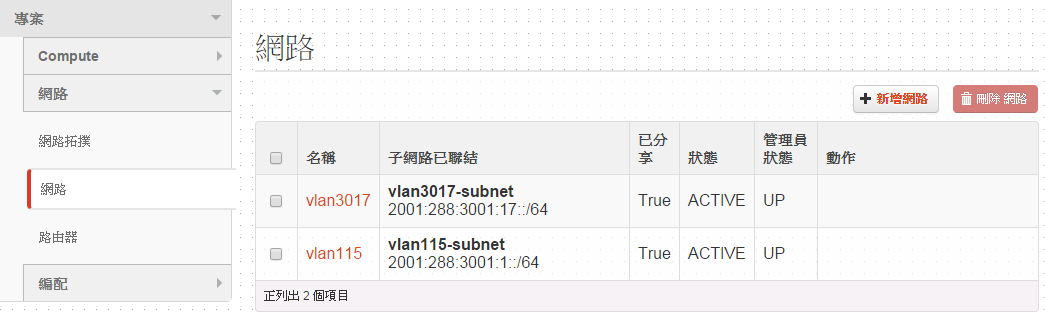 專案
Compute
網路
網路拓撲
網路
路由器
編配
網路
新增網路
刪除 網路
名稱 子網路已聯結 已分享 狀態 管理員狀態 動作
vlan3017 vlan3017-subnet 2001:288:3001:17::/64 True ACTIVE UP
vlan115 vlan115-subnet 2001:288:3001:1::/64 True ACTIVE UP
正列出 2 個項目